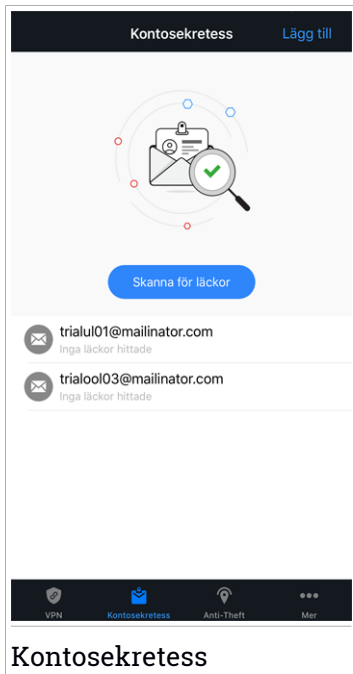 Kontosekretess
Lägg till
Skanna för läckor
trialul01@mailinator.com
Inga läckor hittade
trialool03@mailinator.com
Inga läckor hittade
VPN
Kontosekretess
Anti-Theft
Mer
Kontosekretess